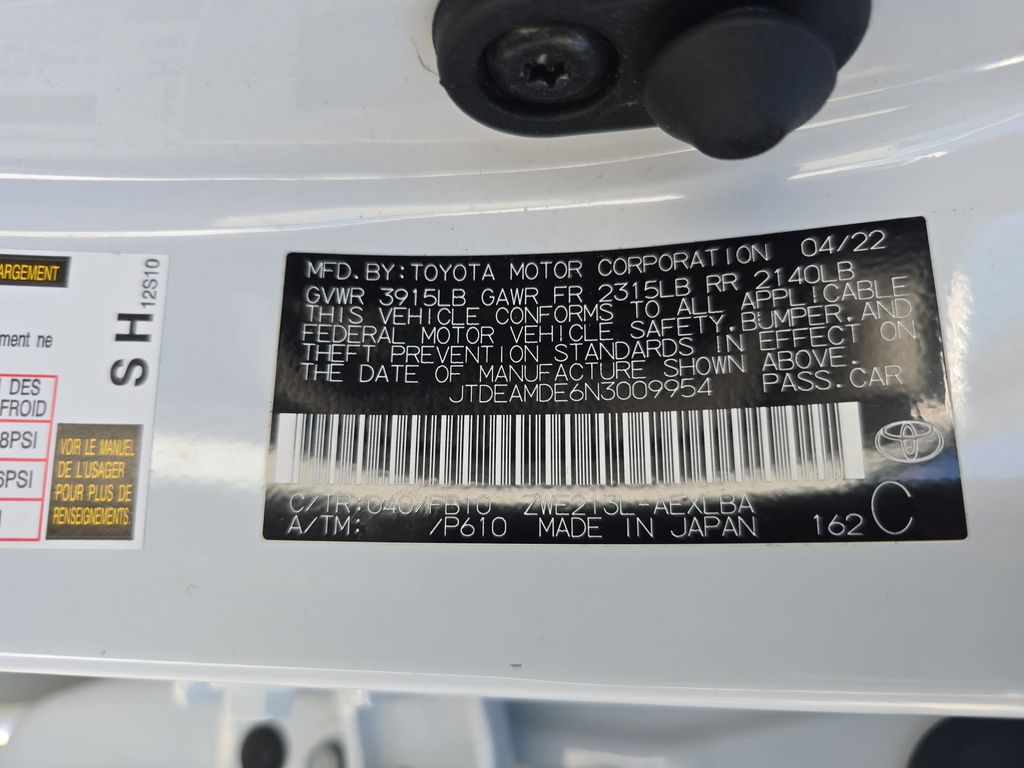 ARGEMENT
ment ne
I DES
FROID
8PSI
6PSI
SH
12S10
VOIR LE MANUEL
DE L'USAGER
POUR PLUS DE
RENSEIGNEMENTS.
MFD. BY: TOYOTA MOTOR CORPORATION 04/22
GVWR 3915LB GAWR FR 2315LB RR 2140LB
THIS VEHICLE CONFORMS TO ALL APPLICABLE
FEDERAL MOTOR VEHICLE SAFETY, BUMPER, AND
THEFT PREVENTION STANDARDS IN EFFECT ON
THE DATE OF MANUFACTURE SHOWN ABOVE.
JTDEAMDE6N3009954 PASS.CAR
C/TR: 040/FB10 ZWE213L-AEXLBA
A/TM: /P610 MADE IN JAPAN 162 C